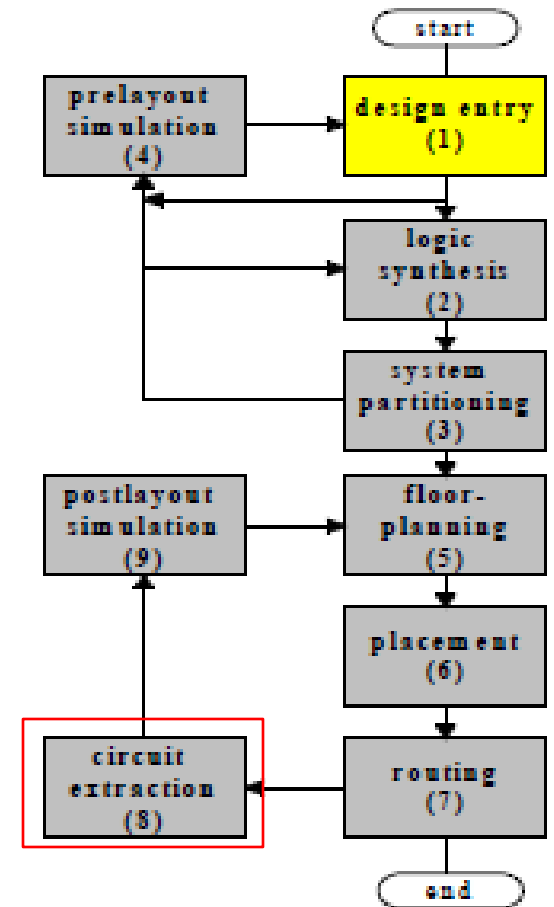 start
prelayout
simulation
(4)
design entry
(1)
logic
synthesis
(2)
system
partitioning
(3)
postlayout
simulation
(9)
floor-
planning
(5)
placement
(6)
circuit
extraction
(8)
routing
(7)
end